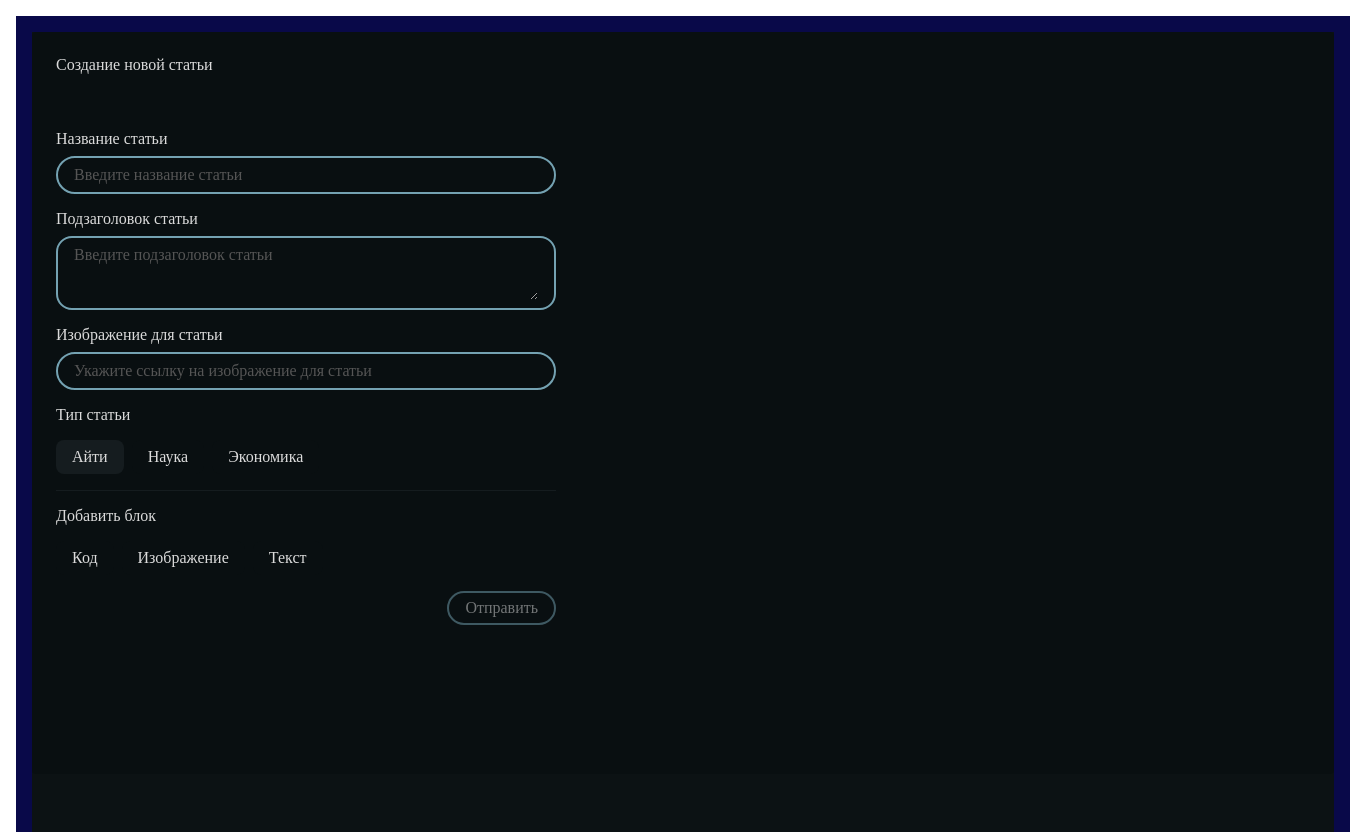 Создание новой статьи
Название статьи
Введите название статьи
Подзаголовок статьи
Введите подзаголовок статьи
Изображение для статьи
Укажите ссылку на изображение для статьи
Тип статьи
Айти Наука Экономика
Добавить блок
Код Изображение Текст
Отправить